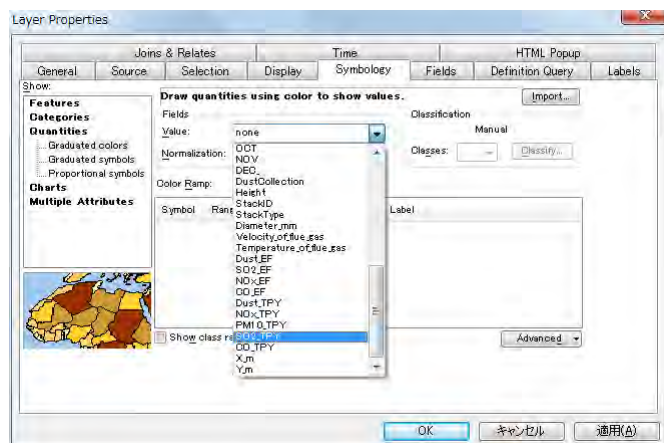 Layer Properties
Joins & Relates Time HTML Popup
General Source Selection Display Symbology Fields Definition Query Labels
Show:
Features
Categories
Quantities
Graduated colors
Graduated symbols
Proportional symbols
Charts
Multiple Attributes
Draw quantities using color to show values.
Import...
Fields
Value: none
Normalization:
Color Ramp:
Classification
Manual
Classes:
Classify...
Symbol Label
OCT
NOV
DEC_
DustCollection
Height
StackID
StackType
Diameter_mm
Velocity_of_flue_gas
Temperature_of_flue_gas
Dust_EF
SO2_EF
NOx_EF
CO_EF
Dust_TPY
NOx_TPY
PM10_TPY
SO2_TPY
CO_TPY
X_m
Y_m
Show class
Advanced
OK キャンセル 適用(A)